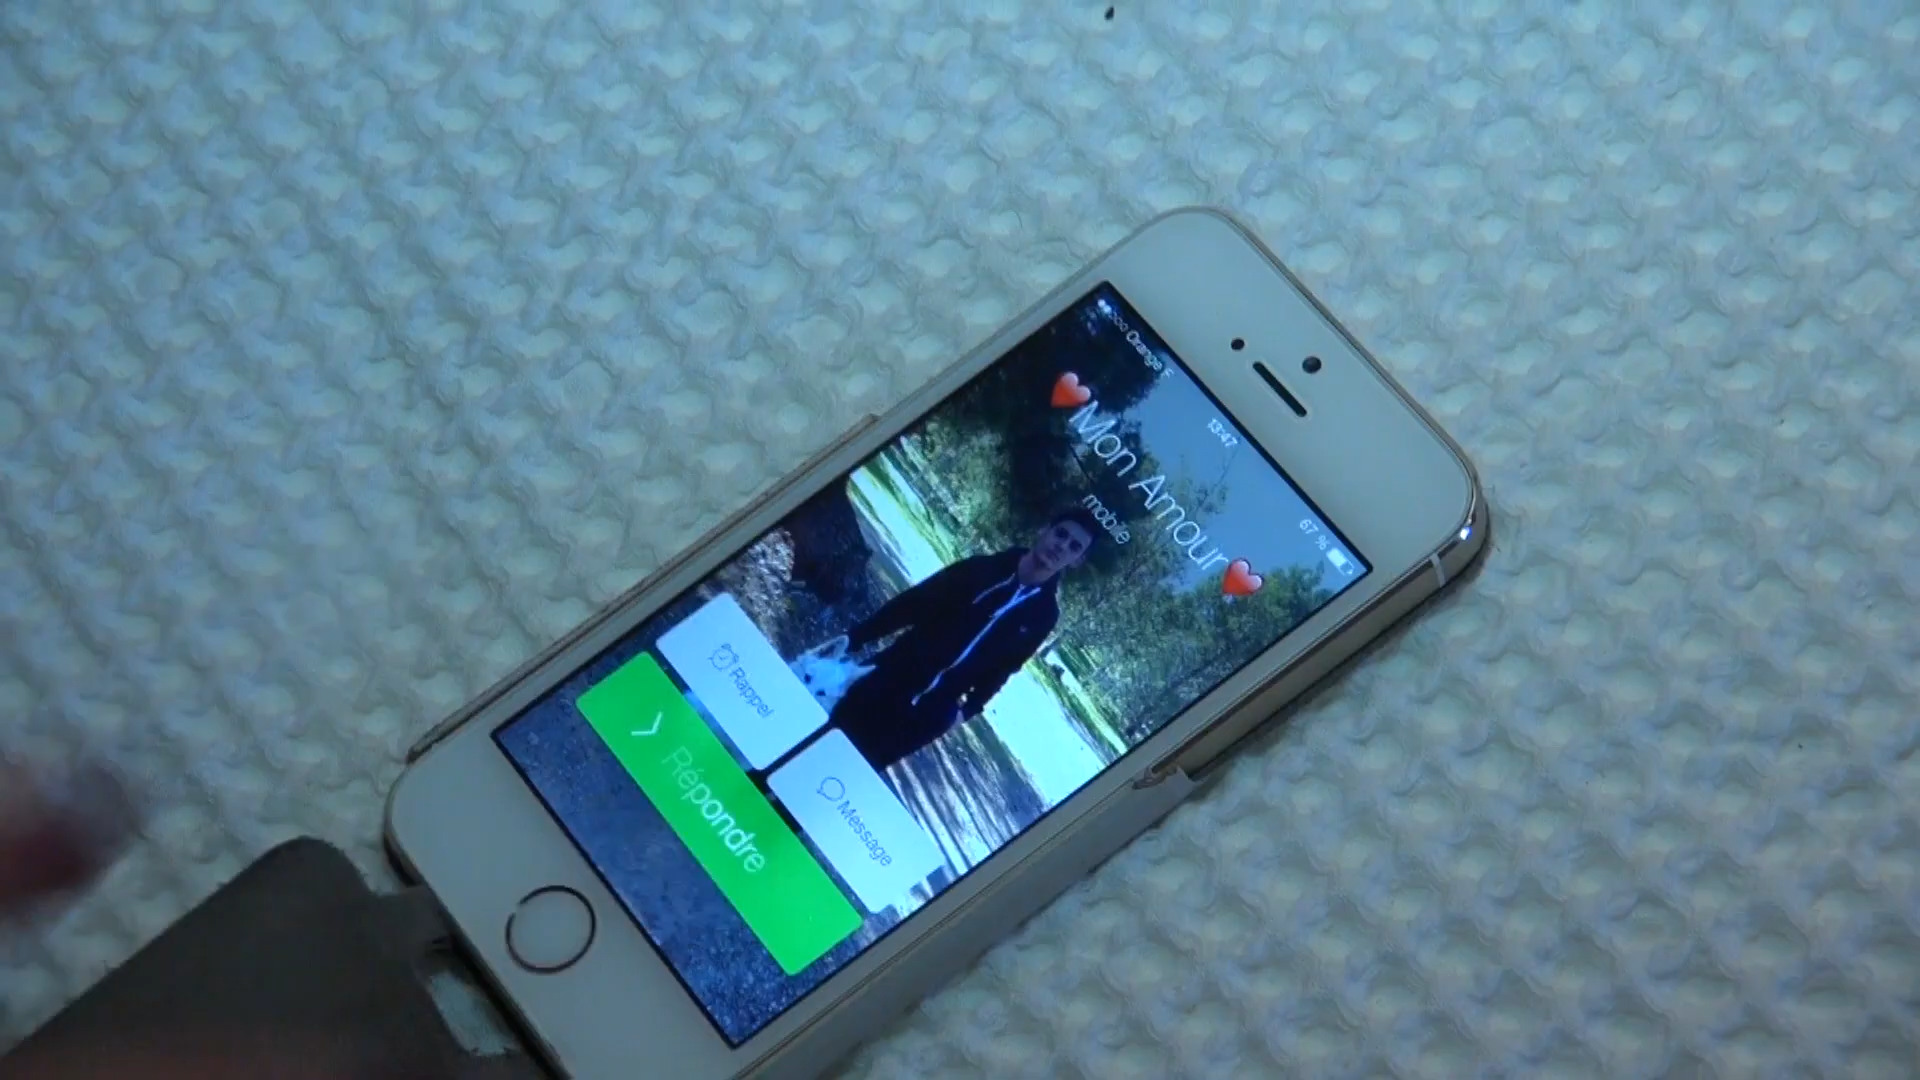 Orange F 13:47 67 %
❤Mon Amour❤
mobile
Rappel
Message
Répondre